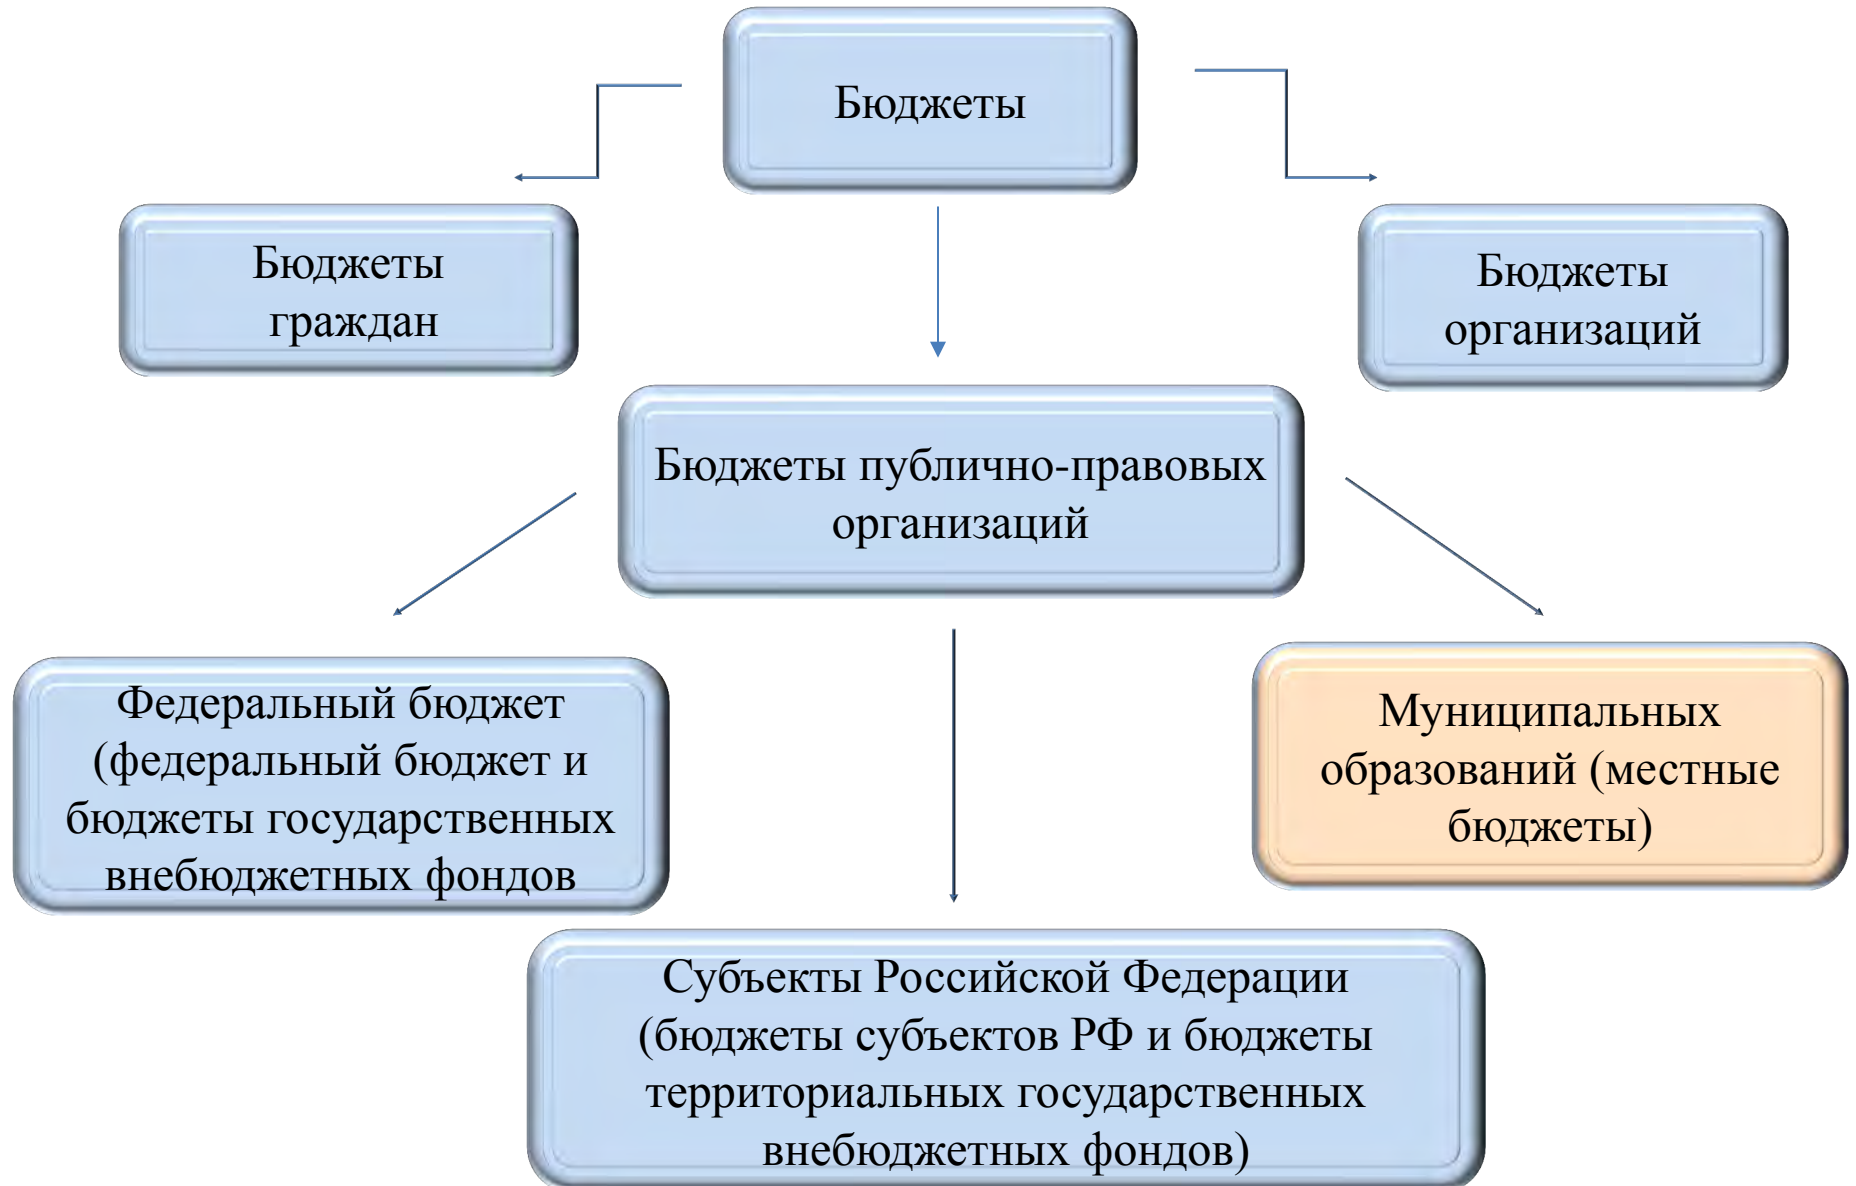 Бюджеты
Бюджеты
граждан
Бюджеты
организаций
Бюджеты публично-правовых
организаций
Федеральный бюджет
(федеральный бюджет и
бюджеты государственных
внебюджетных фондов
Муниципальных
образований (местные
бюджеты)
Субъекты Российской Федерации
(бюджеты субъектов РФ и бюджеты
территориальных государственных
внебюджетных фондов)